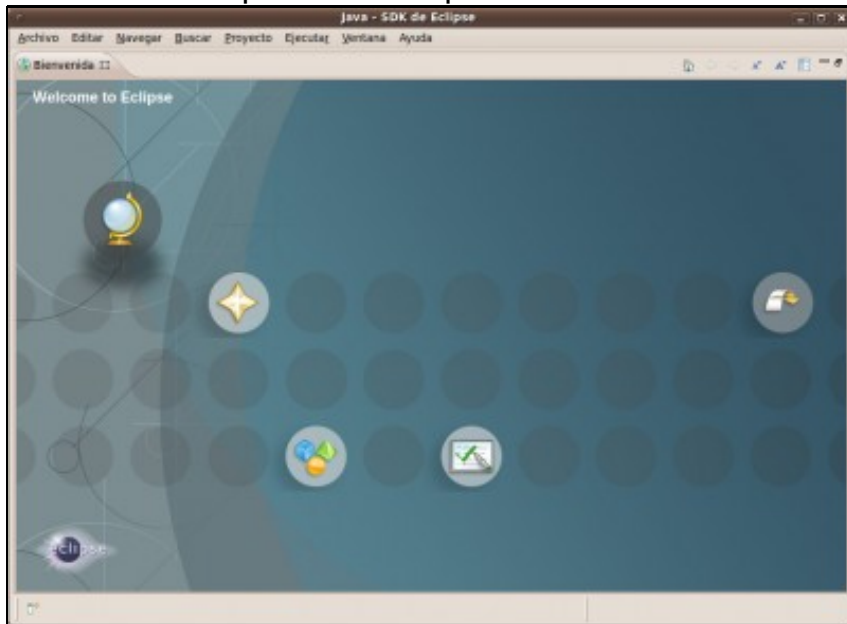 Java - SDK de Eclipse
Archivo Editar Navegar Buscar Proyecto Ejecutar Ventana Ayuda
Bienvenida
Welcome to Eclipse
eclipse